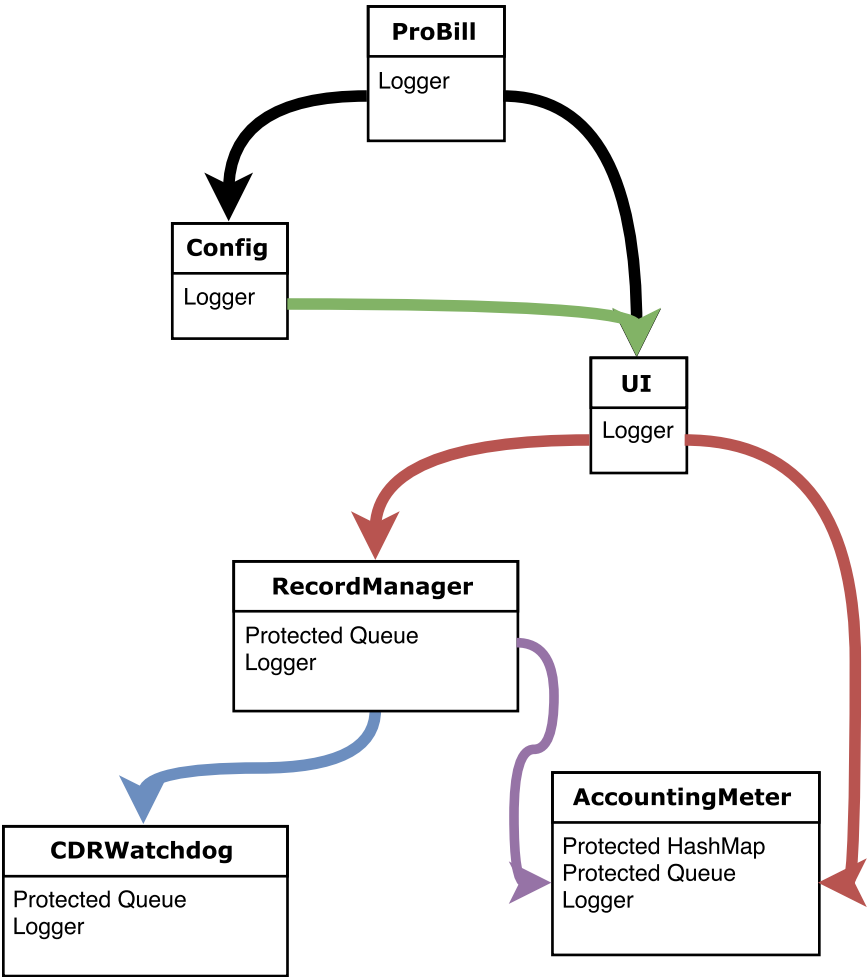 ProBill
Logger
Config
Logger
UI
Logger
RecordManager
Protected Queue
Logger
AccountingMeter
Protected HashMap
Protected Queue
Logger
CDRWatchdog
Protected Queue
Logger